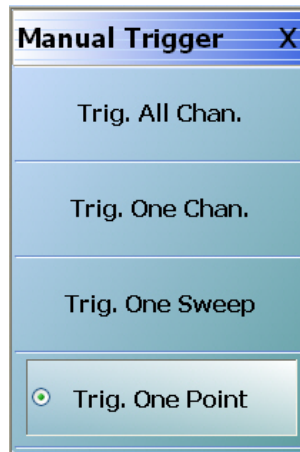 Manual Trigger X
Trig. All Chan.
Trig. One Chan.
Trig. One Sweep
Trig. One Point